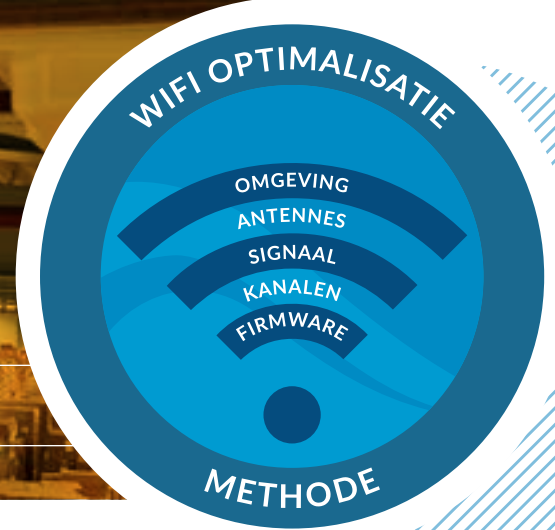 WIFI OPTIMALISATIE
OMGEVING
ANTENNES
SIGNAAL
KANALEN
FIRMWARE
METHODE